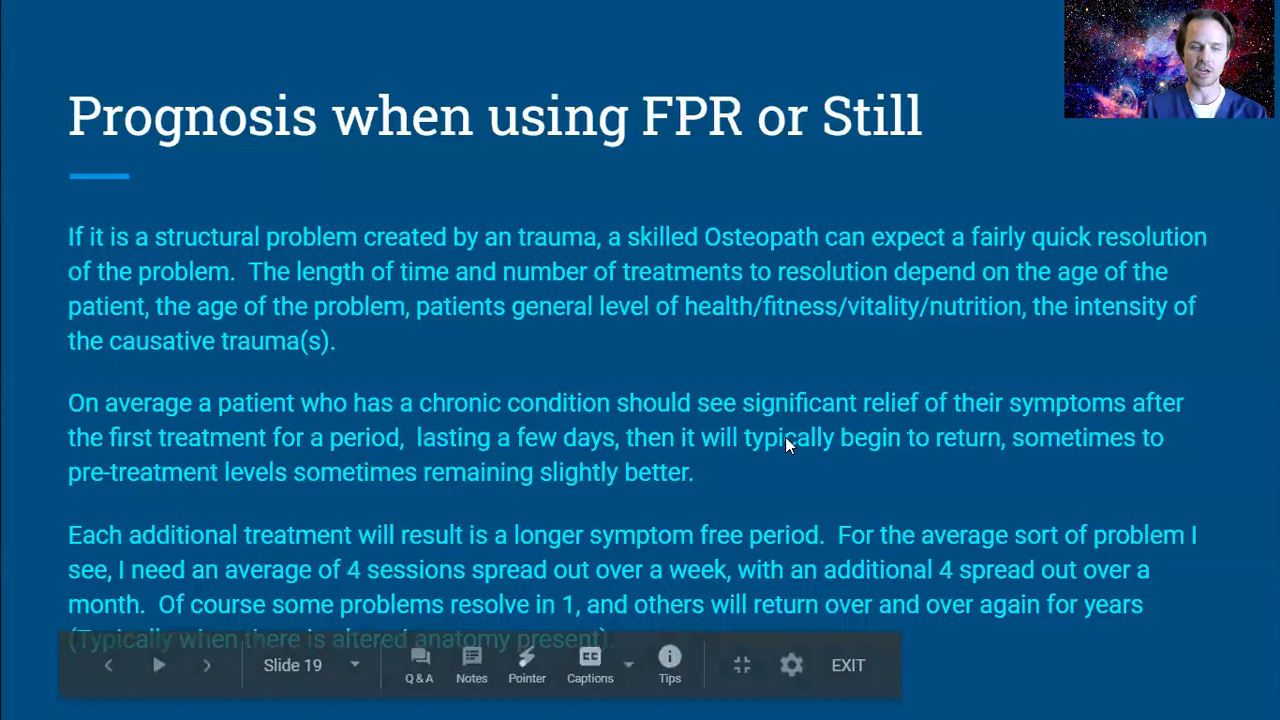 Prognosis when using FPR or Still
If it is a structural problem created by an trauma, a skilled Osteopath can expect a fairly quick resolution
of the problem.  The length of time and number of treatments to resolution depend on the age of the
patient, the age of the problem, patients general level of health/fitness/vitality/nutrition, the intensity of
the causative trauma(s).
On average a patient who has a chronic condition should see significant relief of their symptoms after
the first treatment for a period,  lasting a few days, then it will typically begin to return, sometimes to
pre-treatment levels sometimes remaining slightly better.
Each additional treatment will result is a longer symptom free period.  For the average sort of problem I
see, I need an average of 4 sessions spread out over a week, with an additional 4 spread out over a
month.  Of course some problems resolve in 1, and others will return over and over again for years
(Typically when there is altered anatomy present).
Slide 19 Q&A Notes Pointer Captions Tips EXIT